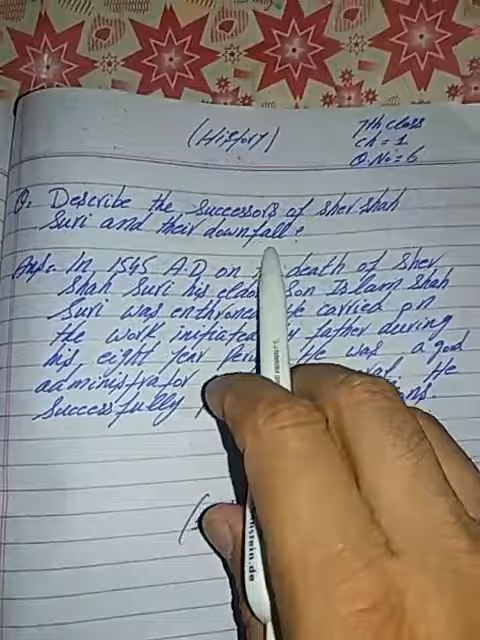 (History)
7th class
Ch = 1
Q.No = 6
Q: Describe the successors of Sher Shah
Suri and their downfall?
Ans: In, 1545 A.D on death of Sher
Shah Suri his Son Islam Shah
Suri was carried on
the work initiated father during
his eight year He was a good
administrator He
Successfully